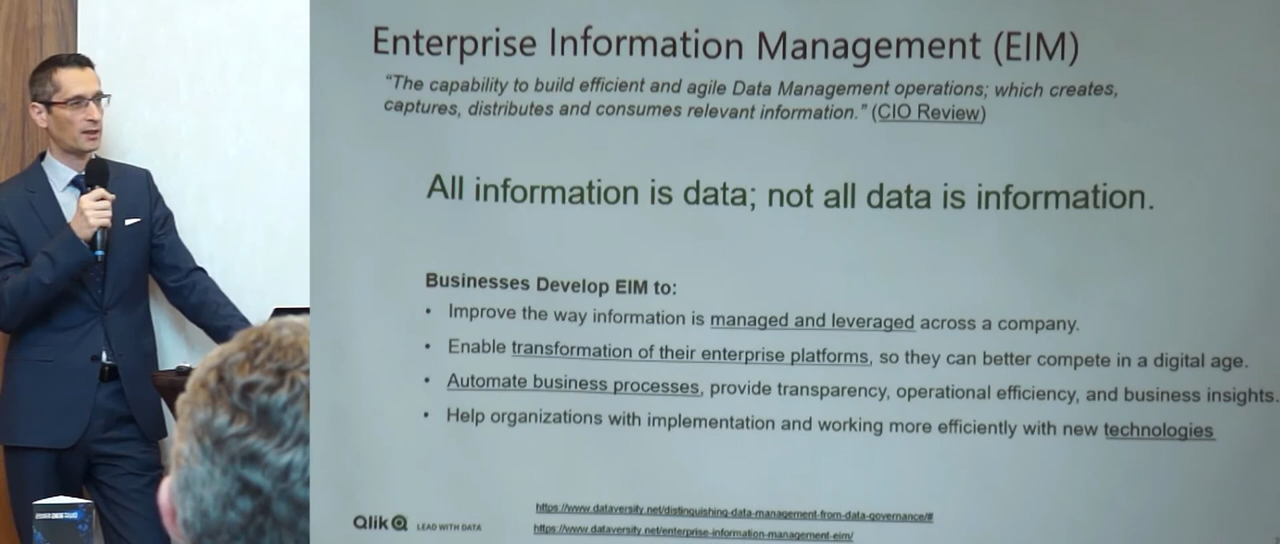 Enterprise Information Management (EIM)
“The capability to build efficient and agile Data Management operations; which creates,
captures, distributes and consumes relevant information.” (CIO Review)
All information is data; not all data is information.
Businesses Develop EIM to:
• Improve the way information is managed and leveraged across a company.
• Enable transformation of their enterprise platforms, so they can better compete in a digital age.
• Automate business processes, provide transparency, operational efficiency, and business insights.
• Help organizations with implementation and working more efficiently with new technologies
https://www.dataversity.net/distinguishing-data-management-from-data-governance/#
https://www.dataversity.net/enterprise-information-management-eim/
Qlik LEAD WITH DATA